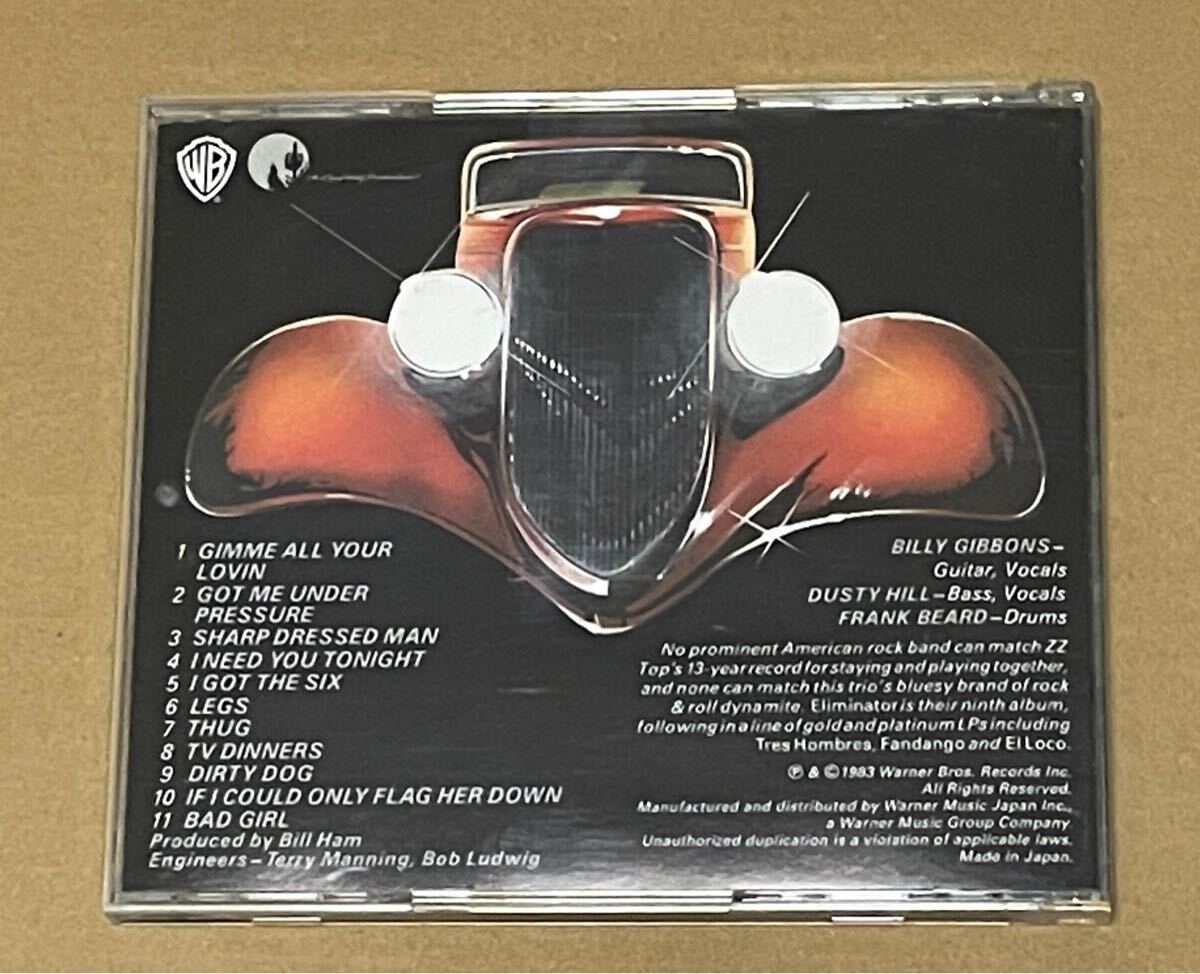 WB
1 GIMME ALL YOUR
LOVIN
2 GOT ME UNDER
PRESSURE
3 SHARP DRESSED MAN
4 I NEED YOU TONIGHT
5 I GOT THE SIX
6 LEGS
7 THUG
8 TV DINNERS
9 DIRTY DOG
10 IF I COULD ONLY FLAG HER DOWN
11 BAD GIRL
Produced by Bill Ham
Engineers – Terry Manning, Bob Ludwig
BILLY GIBBONS–
Guitar, Vocals
DUSTY HILL–Bass, Vocals
FRANK BEARD–Drums
No prominent American rock band can match ZZ
Top's 13-year record for staying and playing together,
and none can match this trio's bluesy brand of rock
& roll dynamite. Eliminator is their ninth album,
following in a line of gold and platinum LPs including
Tres Hombres, Fandango and El Loco.
℗ & © 1983 Warner Bros. Records Inc.
All Rights Reserved.
Manufactured and distributed by Warner Music Japan Inc.,
a Warner Music Group Company.
Unauthorized duplication is a violation of applicable laws.
Made in Japan.